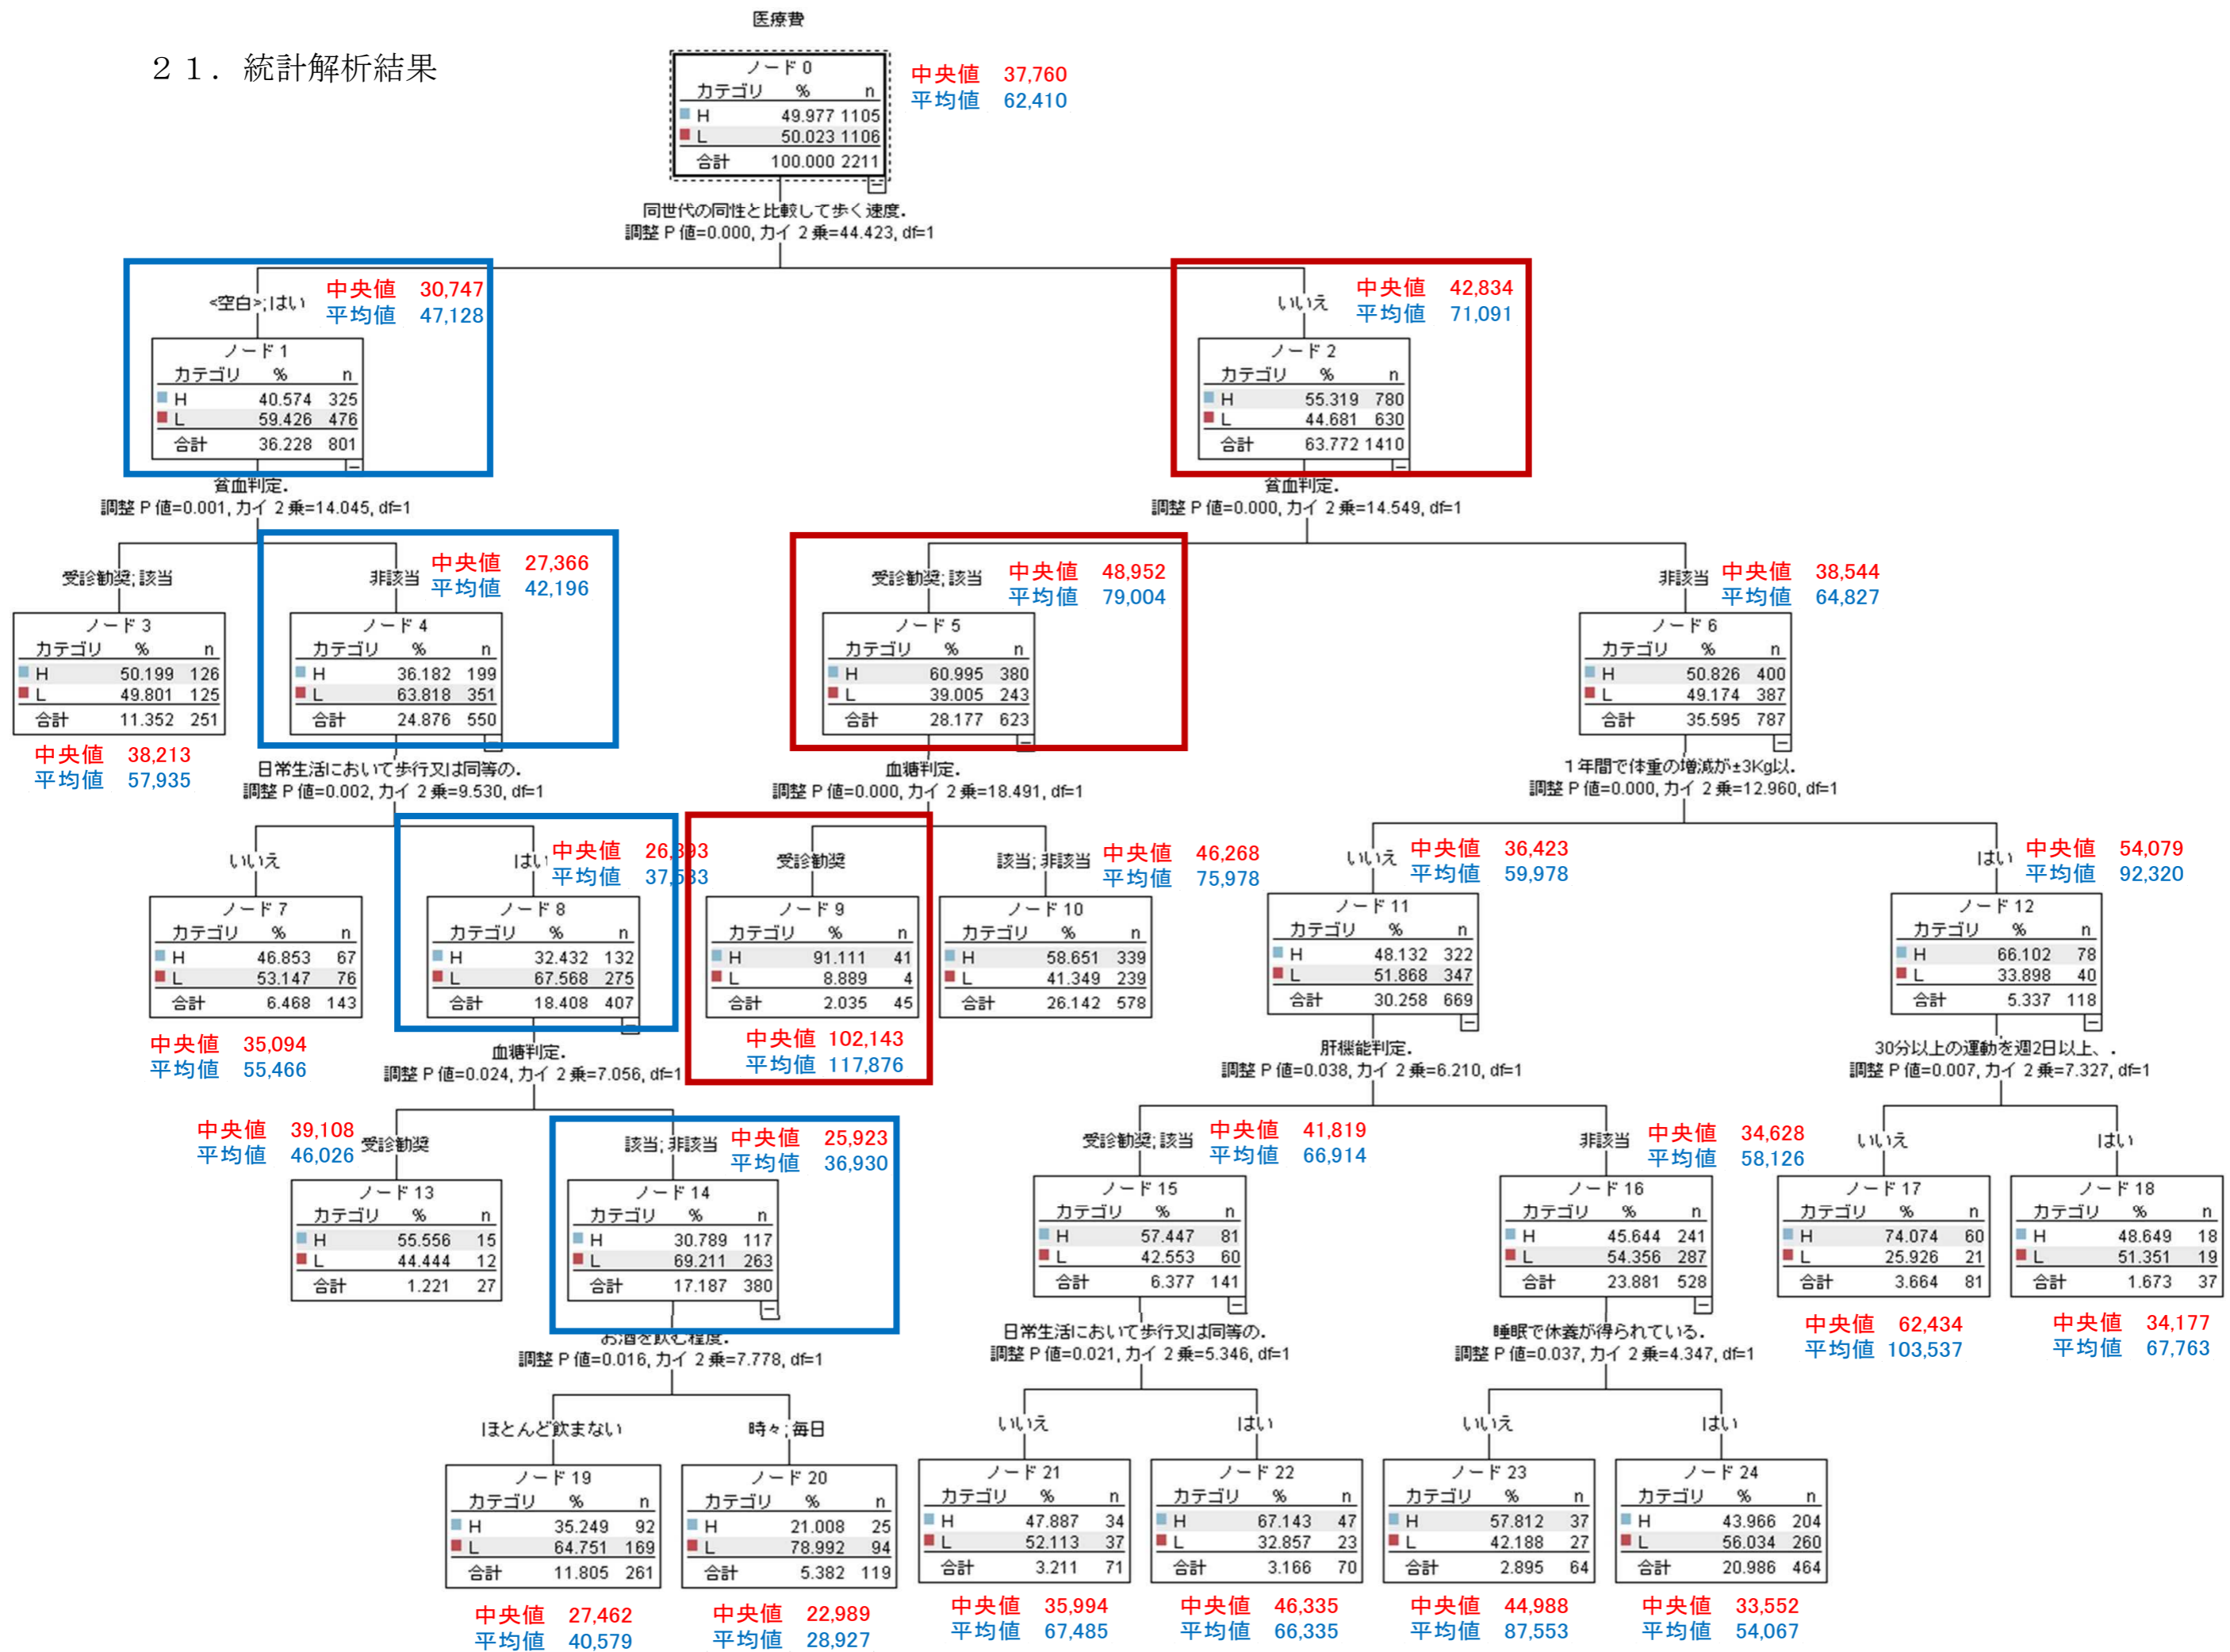 医療費
２１．統計解析結果
ノード 0
カテゴリ % n
H 49.977 1105
L 50.023 1106
合計 100.000 2211
中央値 37,760
平均値 62,410
同世代の同性と比較して歩く速度.
調整 P 値=0.000, カイ 2 乗=44.423, df=1
<空白>;はい
中央値 30,747
平均値 47,128
ノード 1
カテゴリ % n
H 40.574 325
L 59.426 476
合計 36.228 801
いいえ
中央値 42,834
平均値 71,091
ノード 2
カテゴリ % n
H 55.319 780
L 44.681 630
合計 63.772 1410
貧血判定.
調整 P 値=0.001, カイ 2 乗=14.045, df=1
貧血判定.
調整 P 値=0.000, カイ 2 乗=14.549, df=1
受診勧奨; 該当
ノード 3
カテゴリ % n
H 50.199 126
L 49.801 125
合計 11.352 251
中央値 38,213
平均値 57,935
非該当
中央値 27,366
平均値 42,196
ノード 4
カテゴリ % n
H 36.182 199
L 63.818 351
合計 24.876 550
受診勧奨; 該当
中央値 48,952
平均値 79,004
ノード 5
カテゴリ % n
H 60.995 380
L 39.005 243
合計 28.177 623
非該当
中央値 38,544
平均値 64,827
ノード 6
カテゴリ % n
H 50.826 400
L 49.174 387
合計 35.595 787
日常生活において歩行又は同等の.
調整 P 値=0.002, カイ 2 乗=9.530, df=1
血糖判定.
調整 P 値=0.000, カイ 2 乗=18.491, df=1
1年間で体重の増減が±3Kg以.
調整 P 値=0.000, カイ 2 乗=12.960, df=1
いいえ
ノード 7
カテゴリ % n
H 46.853 67
L 53.147 76
合計 6.468 143
中央値 35,094
平均値 55,466
はい
中央値 26,393
平均値 37,533
ノード 8
カテゴリ % n
H 32.432 132
L 67.568 275
合計 18.408 407
受診勧奨
ノード 9
カテゴリ % n
H 91.111 41
L 8.889 4
合計 2.035 45
中央値 102,143
平均値 117,876
該当; 非該当
中央値 46,268
平均値 75,978
ノード 10
カテゴリ % n
H 58.651 339
L 41.349 239
合計 26.142 578
いいえ
中央値 36,423
平均値 59,978
ノード 11
カテゴリ % n
H 48.132 322
L 51.868 347
合計 30.258 669
はい
中央値 54,079
平均値 92,320
ノード 12
カテゴリ % n
H 66.102 78
L 33.898 40
合計 5.337 118
血糖判定.
調整 P 値=0.024, カイ 2 乗=7.056, df=1
肝機能判定.
調整 P 値=0.038, カイ 2 乗=6.210, df=1
30分以上の運動を週2日以上、.
調整 P 値=0.007, カイ 2 乗=7.327, df=1
中央値 39,108
平均値 46,026
受診勧奨
ノード 13
カテゴリ % n
H 55.556 15
L 44.444 12
合計 1.221 27
該当; 非該当
中央値 25,923
平均値 36,930
ノード 14
カテゴリ % n
H 30.789 117
L 69.211 263
合計 17.187 380
受診勧奨; 該当
中央値 41,819
平均値 66,914
ノード 15
カテゴリ % n
H 57.447 81
L 42.553 60
合計 6.377 141
非該当
中央値 34,628
平均値 58,126
ノード 16
カテゴリ % n
H 45.644 241
L 54.356 287
合計 23.881 528
いいえ
ノード 17
カテゴリ % n
H 74.074 60
L 25.926 21
合計 3.664 81
中央値 62,434
平均値 103,537
はい
ノード 18
カテゴリ % n
H 48.649 18
L 51.351 19
合計 1.673 37
中央値 34,177
平均値 67,763
お酒を飲む程度.
調整 P 値=0.016, カイ 2 乗=7.778, df=1
日常生活において歩行又は同等の.
調整 P 値=0.021, カイ 2 乗=5.346, df=1
睡眠で休養が得られている.
調整 P 値=0.037, カイ 2 乗=4.347, df=1
ほとんど飲まない
ノード 19
カテゴリ % n
H 35.249 92
L 64.751 169
合計 11.805 261
中央値 27,462
平均値 40,579
時々; 毎日
ノード 20
カテゴリ % n
H 21.008 25
L 78.992 94
合計 5.382 119
中央値 22,989
平均値 28,927
いいえ
ノード 21
カテゴリ % n
H 47.887 34
L 52.113 37
合計 3.211 71
中央値 35,994
平均値 67,485
はい
ノード 22
カテゴリ % n
H 67.143 47
L 32.857 23
合計 3.166 70
中央値 46,335
平均値 66,335
いいえ
ノード 23
カテゴリ % n
H 57.812 37
L 42.188 27
合計 2.895 64
中央値 44,988
平均値 87,553
はい
ノード 24
カテゴリ % n
H 43.966 204
L 56.034 260
合計 20.986 464
中央値 33,552
平均値 54,067